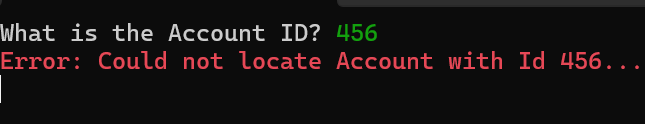 What is the Account ID? 456
Error: Could not locate Account with Id 456...